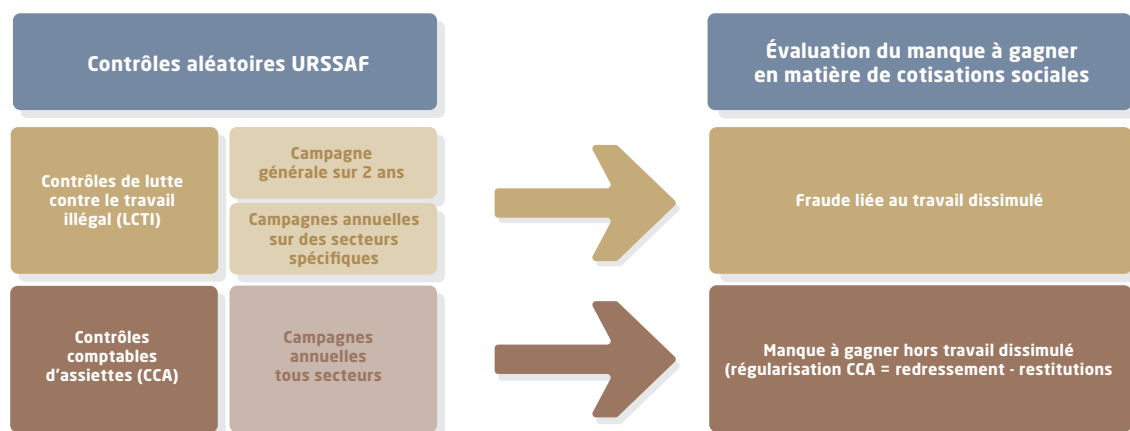 Contrôles aléatoires URSSAF
Évaluation du manque à gagner
en matière de cotisations sociales
Contrôles de lutte
contre le travail
illégal (LCTI)
Campagne
générale sur 2 ans
Campagnes annuelles
sur des secteurs
spécifiques
Fraude liée au travail dissimulé
Contrôles
comptables
d'assiettes (CCA)
Campagnes
annuelles
tous secteurs
Manque à gagner hors travail dissimulé
(régularisation CCA = redressement - restitutions